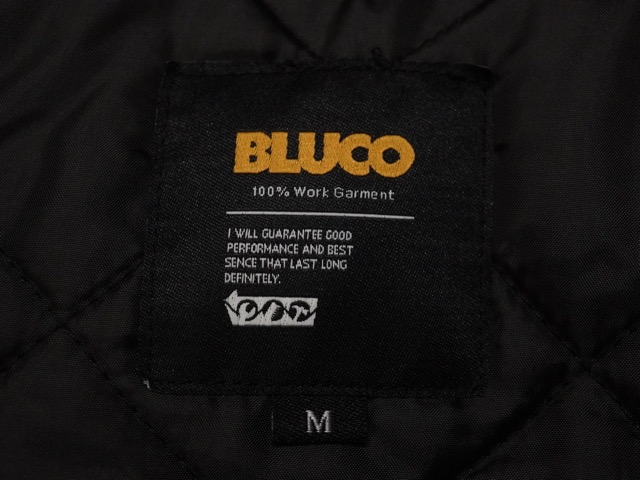 BLUCO
100% Work Garment
I WILL GUARANTEE GOOD
PERFORMANCE AND BEST
SENCE THAT LAST LONG
DEFINITELY.
M